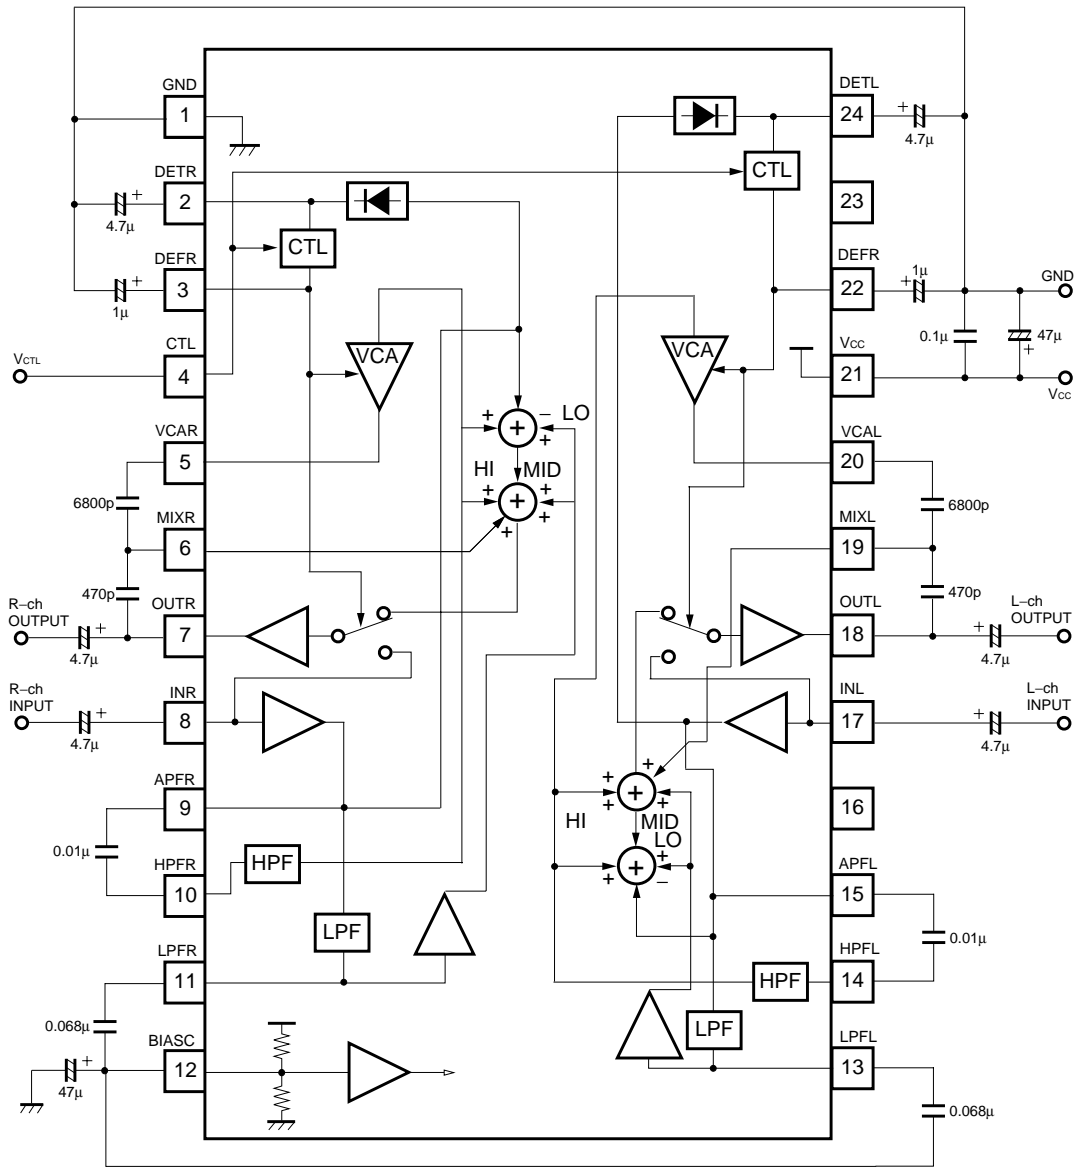 GND
1
DETR
2
+
4.7μ
DEFR
3
+
1μ
CTL
VCTL
4
VCAR
5
6800p
MIXR
6
470p
R–ch
OUTPUT
+
4.7μ
OUTR
7
R–ch
INPUT
+
4.7μ
INR
8
APFR
9
0.01μ
HPFR
10
LPFR
11
0.068μ
BIASC
12
+
47μ
CTL
VCA
+
–
LO
+
+
HI
MID
+
+
+
+
+
+
HPF
LPF
CTL
VCA
+
+
+
+
+
HI
MID
LO
+
+
+
–
HPF
LPF
DETL
24
+
4.7μ
23
DEFR
22
+
1μ
GND
0.1μ
47μ
+
VCC
21
VCC
VCAL
20
6800p
MIXL
19
470p
OUTL
18
+
4.7μ
L–ch
OUTPUT
INL
17
+
4.7μ
L–ch
INPUT
16
APFL
15
0.01μ
HPFL
14
LPFL
13
0.068μ